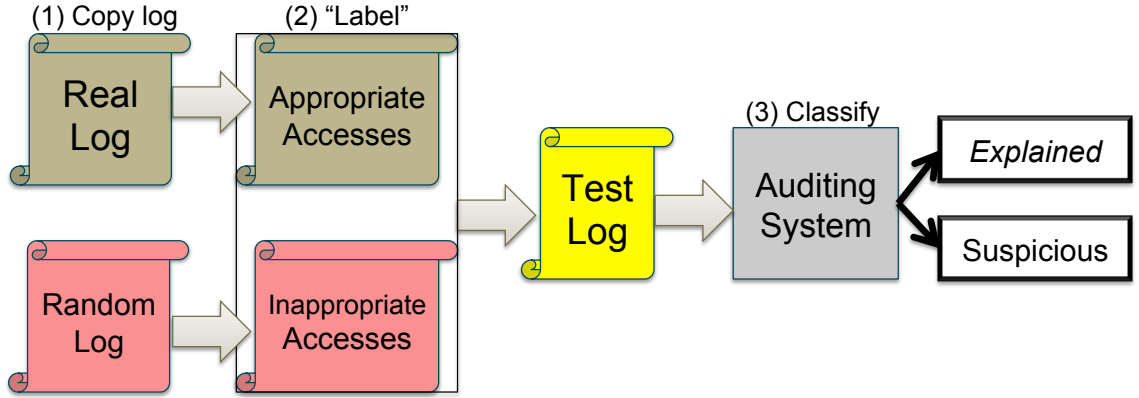 (1) Copy log
(2) “Label”
Real
Log
Appropriate
Accesses
Random
Log
Inappropriate
Accesses
Test
Log
(3) Classify
Auditing
System
Explained
Suspicious